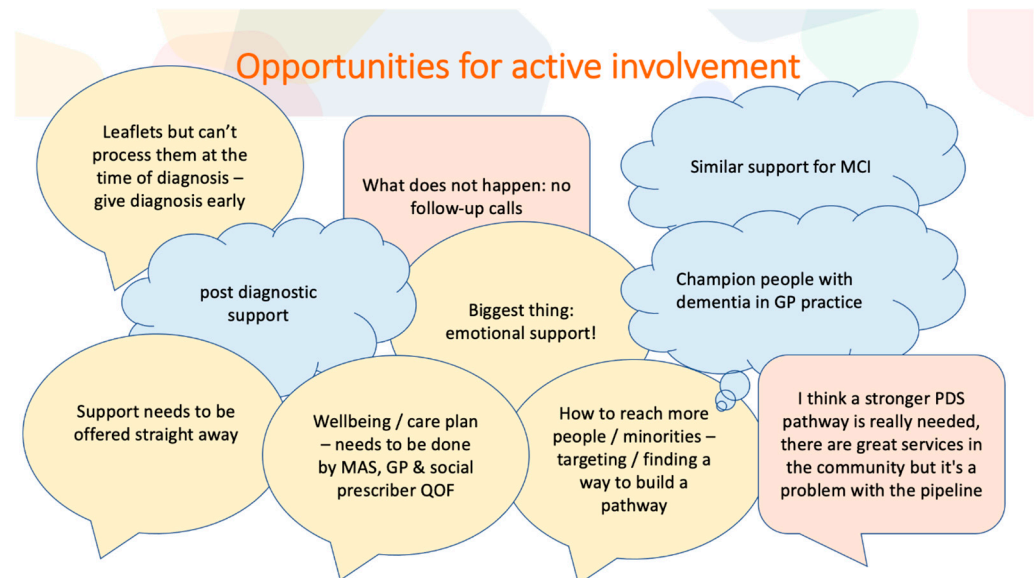 Opportunities for active involvement
Leaflets but can't
process them at the
time of diagnosis –
give diagnosis early
What does not happen: no
follow-up calls
Similar support for MCI
post diagnostic
support
Biggest thing:
emotional support!
Champion people with
dementia in GP practice
Support needs to be
offered straight away
Wellbeing / care plan
– needs to be done
by MAS, GP & social
prescriber QOF
How to reach more
people / minorities –
targeting / finding a
way to build a
pathway
I think a stronger PDS
pathway is really needed,
there are great services in
the community but it's a
problem with the pipeline